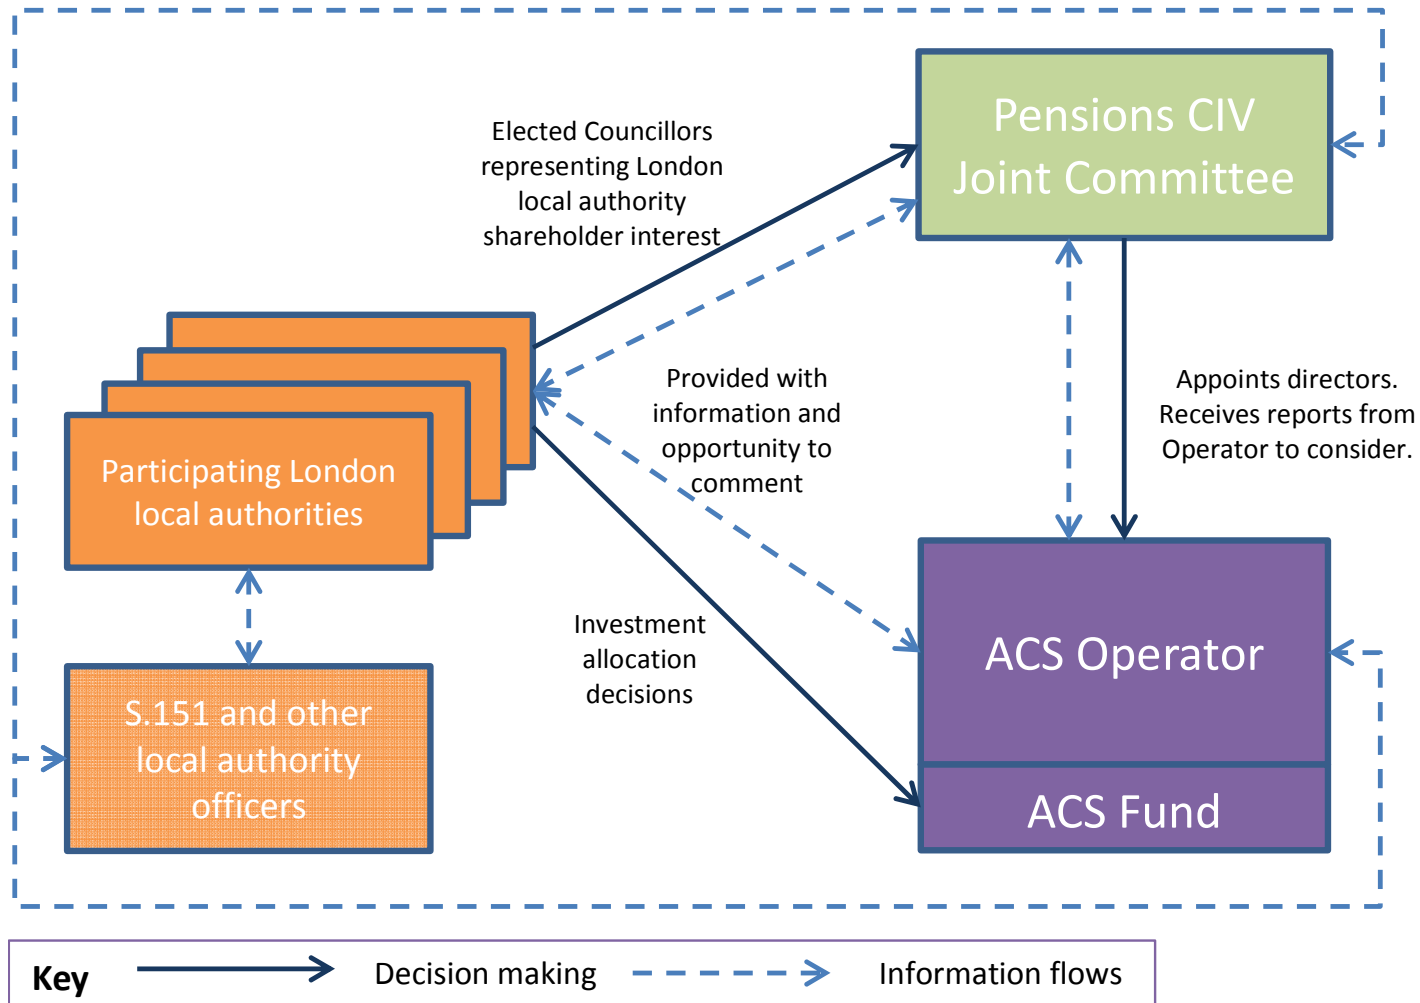 Pensions CIV
Joint Committee
Elected Councillors
representing London
local authority
shareholder interest
Provided with
information and
opportunity to
comment
Appoints directors.
Receives reports from
Operator to consider.
Participating London
local authorities
Investment
allocation
decisions
S.151 and other
local authority
officers
ACS Operator
ACS Fund
Key
Decision making
Information flows